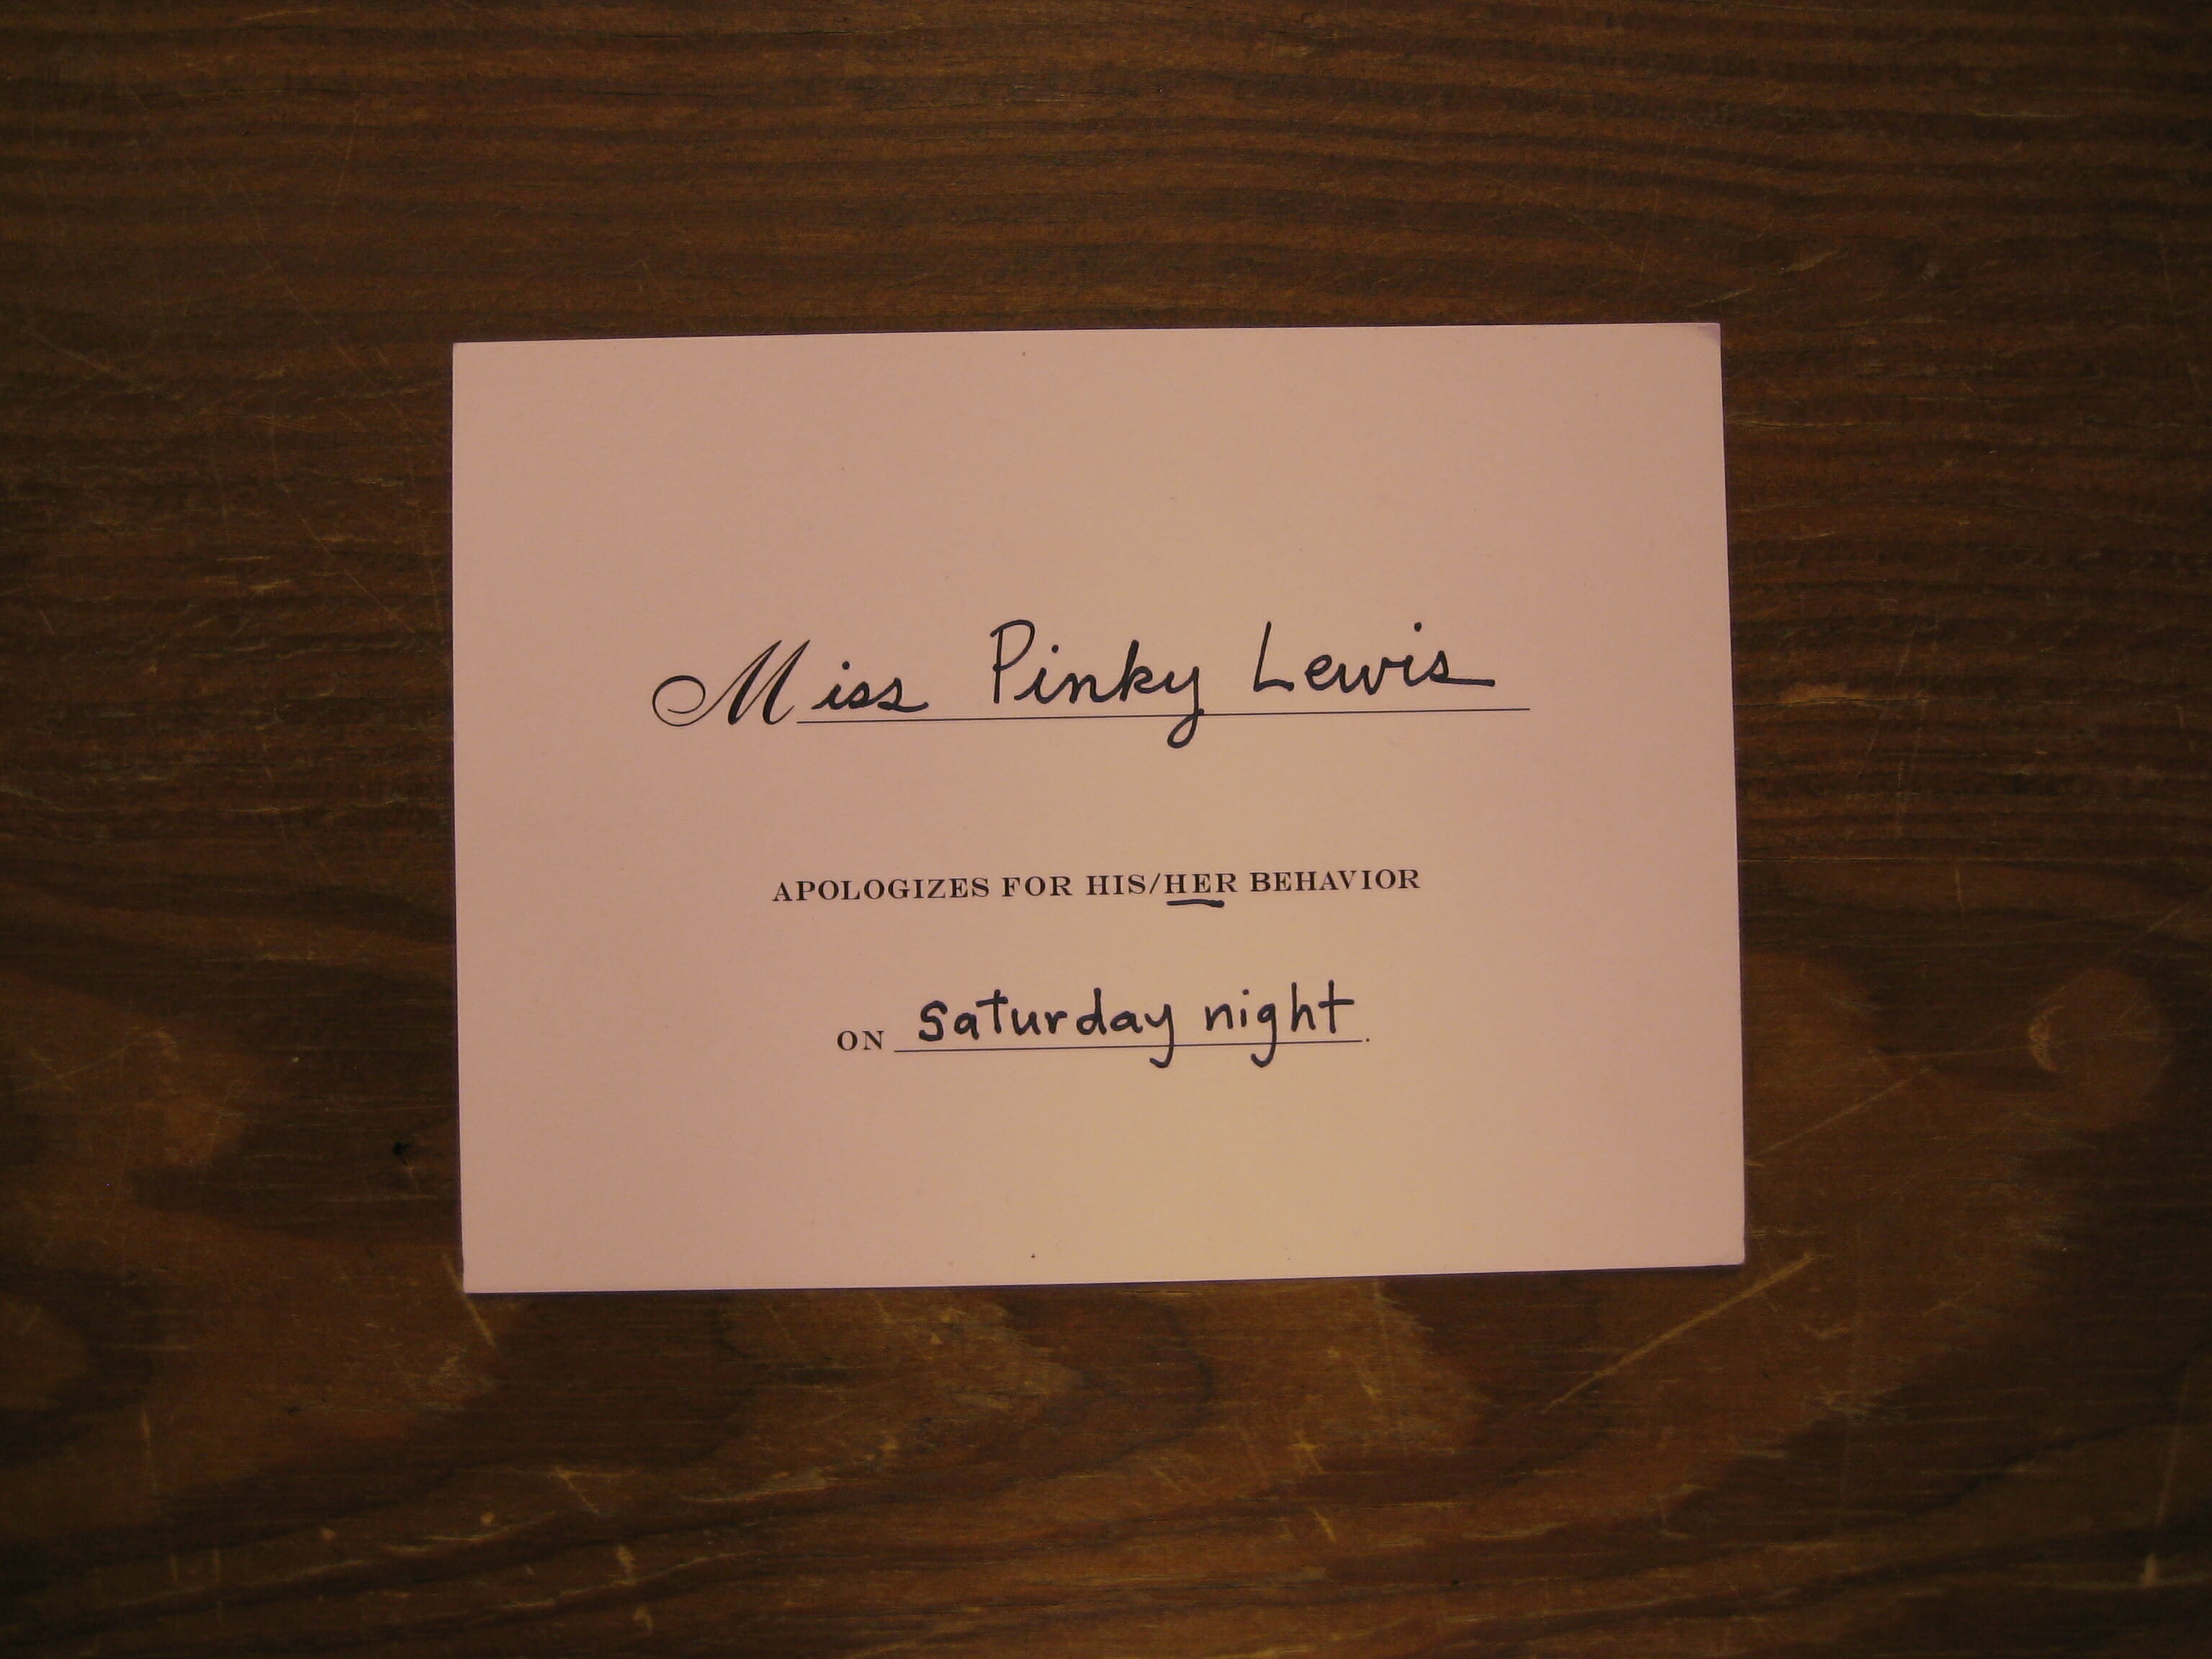 Miss Pinky Lewis
APOLOGIZES FOR HIS/HER BEHAVIOR
ON saturday night.